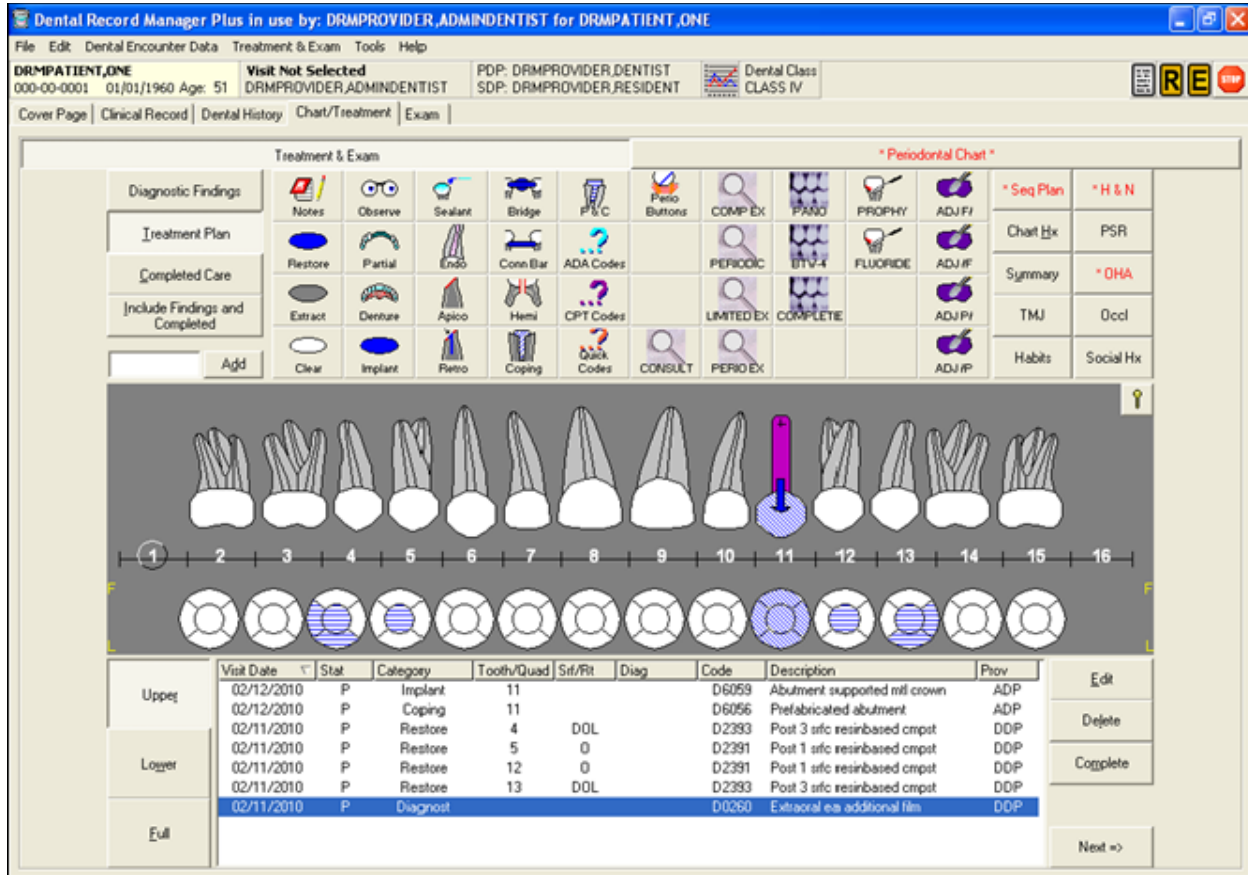 Dental Record Manager Plus in use by: DRMPROVIDER,ADMINDENTIST for DRMPATIENT,ONE
File Edit Dental Encounter Data Treatment & Exam Tools Help
DRMPATIENT,ONE Visit Not Selected PDP: DRMPROVIDER,DENTIST Dental Class
000-00-0001 01/01/1960 Age: 51 DRMPROVIDER,ADMINDENTIST SDP: DRMPROVIDER,RESIDENT CLASS IV R E STOP
Cover Page Clinical Record Dental History Chart/Treatment Exam
Treatment & Exam * Periodontal Chart *
Diagnostic Findings
Treatment Plan
Completed Care
Include Findings and
Completed
Add
Notes Observe Sealant Bridge P & C Perio Buttons COMP EX PANO PROPHY ADJ F/
Restore Partial Endo Conn Bar ADA Codes PERIODIC BTW-4 FLUORIDE ADJ /F
Extract Denture Apico Hemi CPT Codes LIMITED EX COMPLETE ADJ P/
Clear Implant Retro Coping Quick Codes CONSULT PERIO EX ADJ /P
* Seq Plan * H & N
Chart Hx PSR
Summary * OHA
TMJ Occl
Habits Social Hx
1 2 3 4 5 6 7 8 9 10 11 12 13 14 15 16
F F
L L
Upper
Lower
Full
Visit Date Stat Category Tooth/Quad Srf/Rt Diag Code Description Prov
02/12/2010 P Implant 11 D6059 Abutment supported mtl crown ADP
02/12/2010 P Coping 11 D6056 Prefabricated abutment ADP
02/11/2010 P Restore 4 DOL D2393 Post 3 srfc resinbased cmpst DDP
02/11/2010 P Restore 5 O D2391 Post 1 srfc resinbased cmpst DDP
02/11/2010 P Restore 12 O D2391 Post 1 srfc resinbased cmpst DDP
02/11/2010 P Restore 13 DOL D2393 Post 3 srfc resinbased cmpst DDP
02/11/2010 P Diagnost D0260 Extraoral ea additional film DDP
Edit
Delete
Complete
Next =>